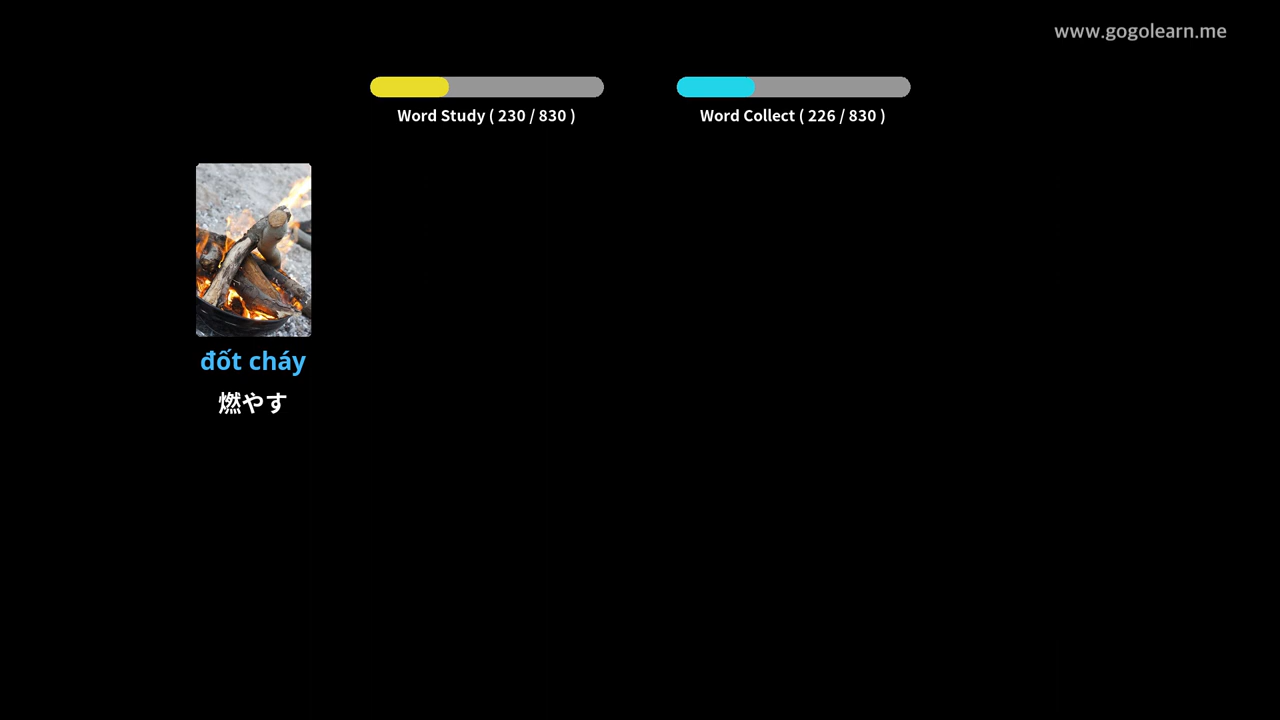 www.gogolearn.me
Word Study ( 230 / 830 )
Word Collect ( 226 / 830 )
đốt cháy
燃やす